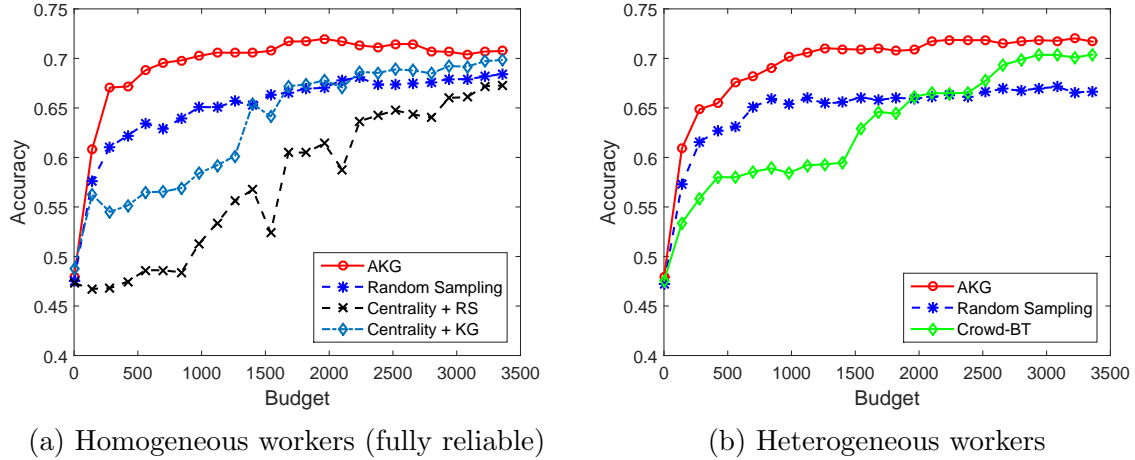 0.75
0.7
0.65
0.6
0.55
0.5
0.45
0.4
Accuracy
0 500 1000 1500 2000 2500 3000 3500
Budget
AKG
Random Sampling
Centrality + RS
Centrality + KG
(a) Homogeneous workers (fully reliable)
0.75
0.7
0.65
0.6
0.55
0.5
0.45
0.4
Accuracy
0 500 1000 1500 2000 2500 3000 3500
Budget
AKG
Random Sampling
Crowd-BT
(b) Heterogeneous workers